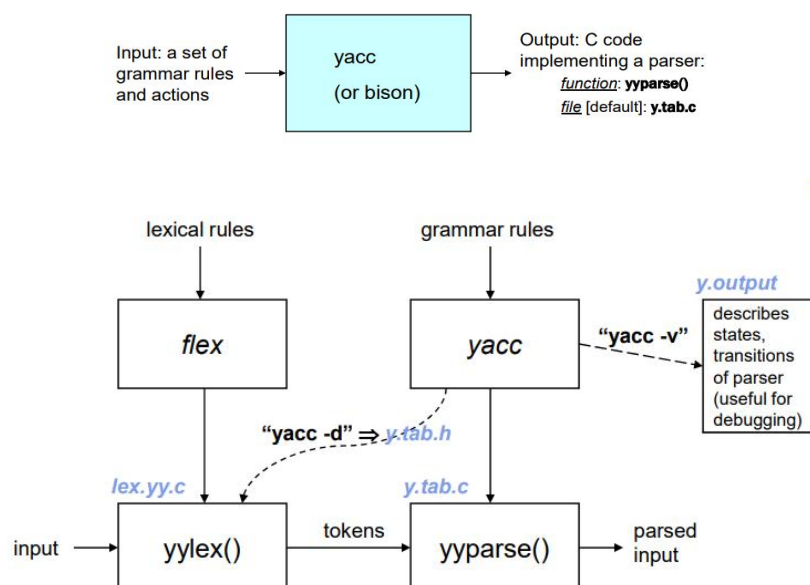 Input: a set of
grammar rules
and actions
yacc
(or bison)
Output: C code
implementing a parser:
function: yyparse()
file [default]: y.tab.c
lexical rules
grammar rules
y.output
flex
yacc
“yacc -v”
describes
states,
transitions
of parser
(useful for
debugging)
“yacc -d” ⇒ y.tab.h
lex.yy.c
y.tab.c
input
yylex()
tokens
yyparse()
parsed
input